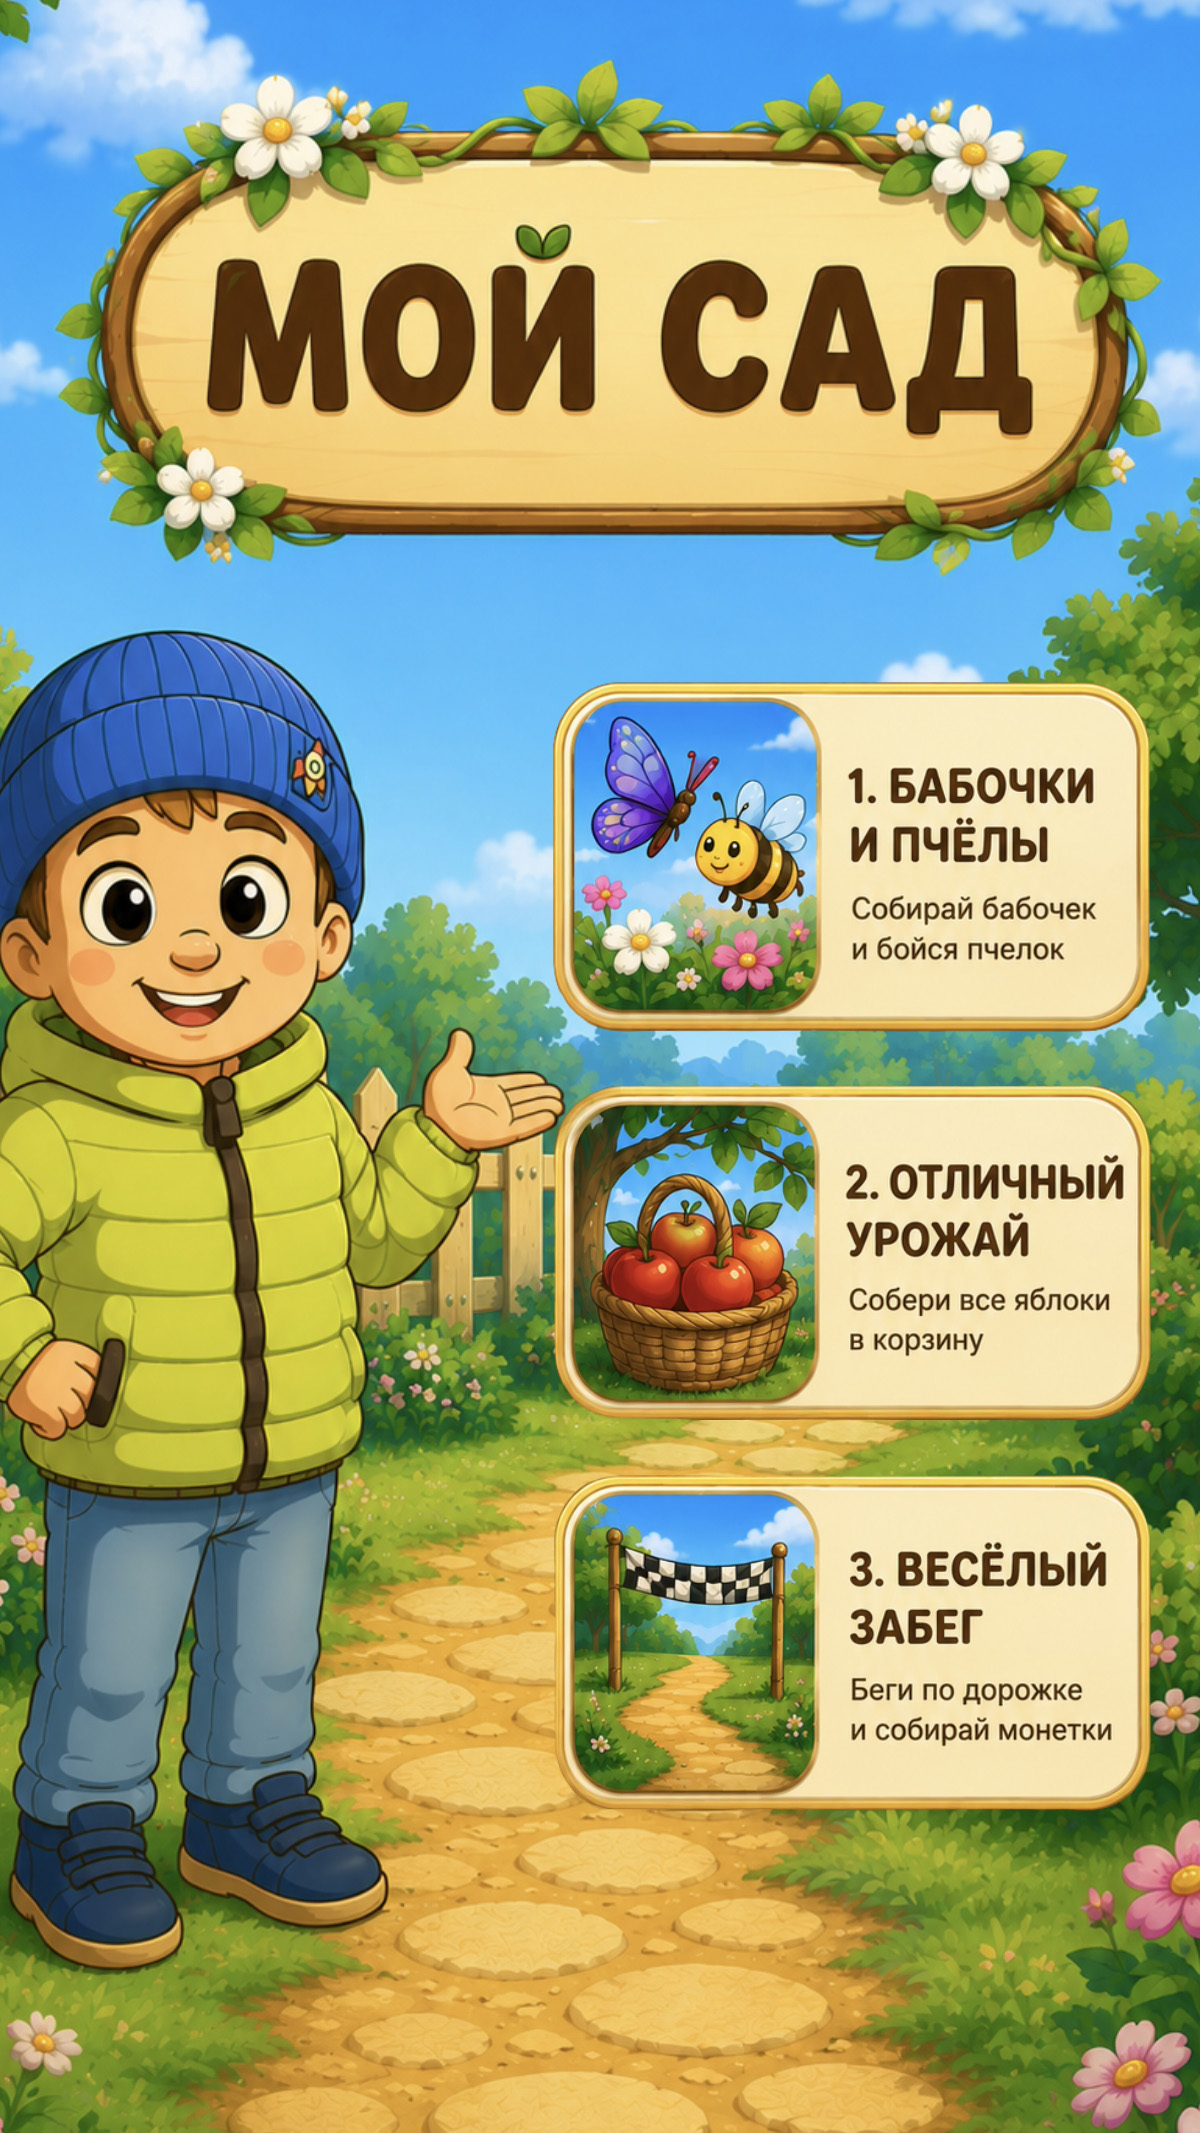 МОЙ САД
1. БАБОЧКИ
И ПЧЁЛЫ
Собирай бабочек
и бойся пчелок
2. ОТЛИЧНЫЙ
УРОЖАЙ
Собери все яблоки
в корзину
3. ВЕСЁЛЫЙ
ЗАБЕГ
Беги по дорожке
и собирай монетки